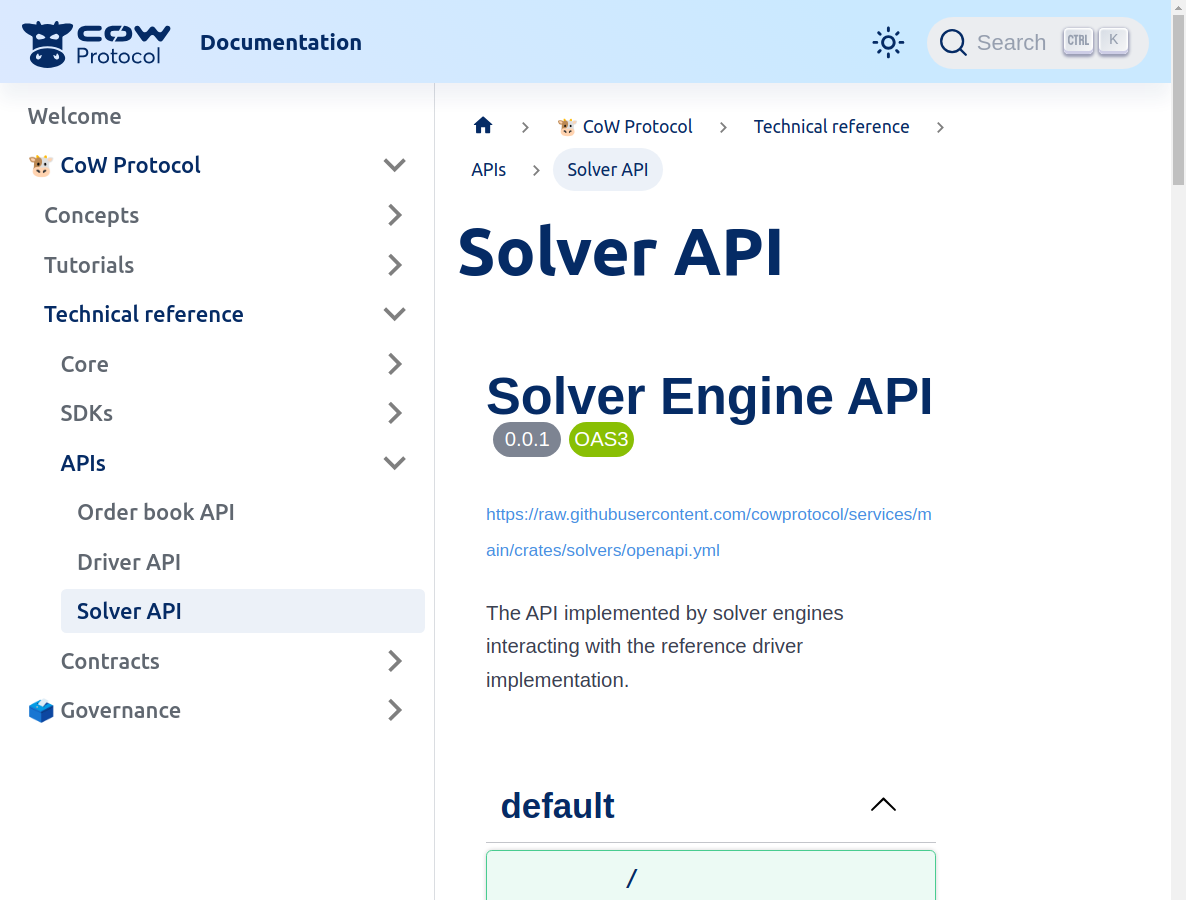 COW Protocol
Documentation
Search CTRL K
Welcome
CoW Protocol
Concepts
Tutorials
Technical reference
Core
SDKs
APIs
Order book API
Driver API
Solver API
Contracts
Governance
CoW Protocol
Technical reference
APIs
Solver API
Solver API
Solver Engine API
0.0.1 OAS3
https://raw.githubusercontent.com/cowprotocol/services/m
ain/crates/solvers/openapi.yml
The API implemented by solver engines
interacting with the reference driver
implementation.
default
/